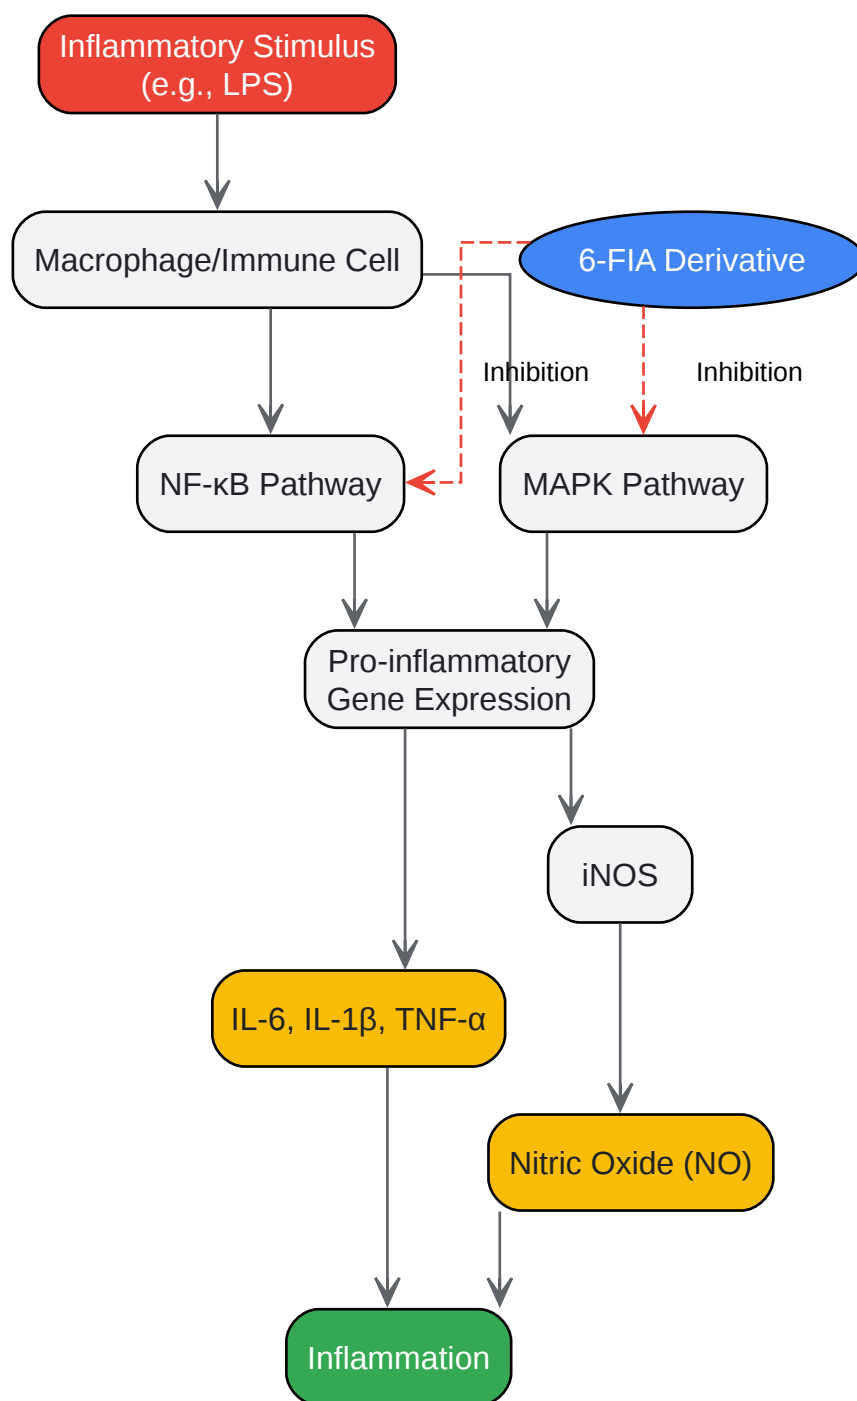 Inflammatory Stimulus
(e.g., LPS)
Macrophage/Immune Cell
6-FIA Derivative
Inhibition
Inhibition
NF-κB Pathway
MAPK Pathway
Pro-inflammatory
Gene Expression
iNOS
IL-6, IL-1β, TNF-α
Nitric Oxide (NO)
Inflammation